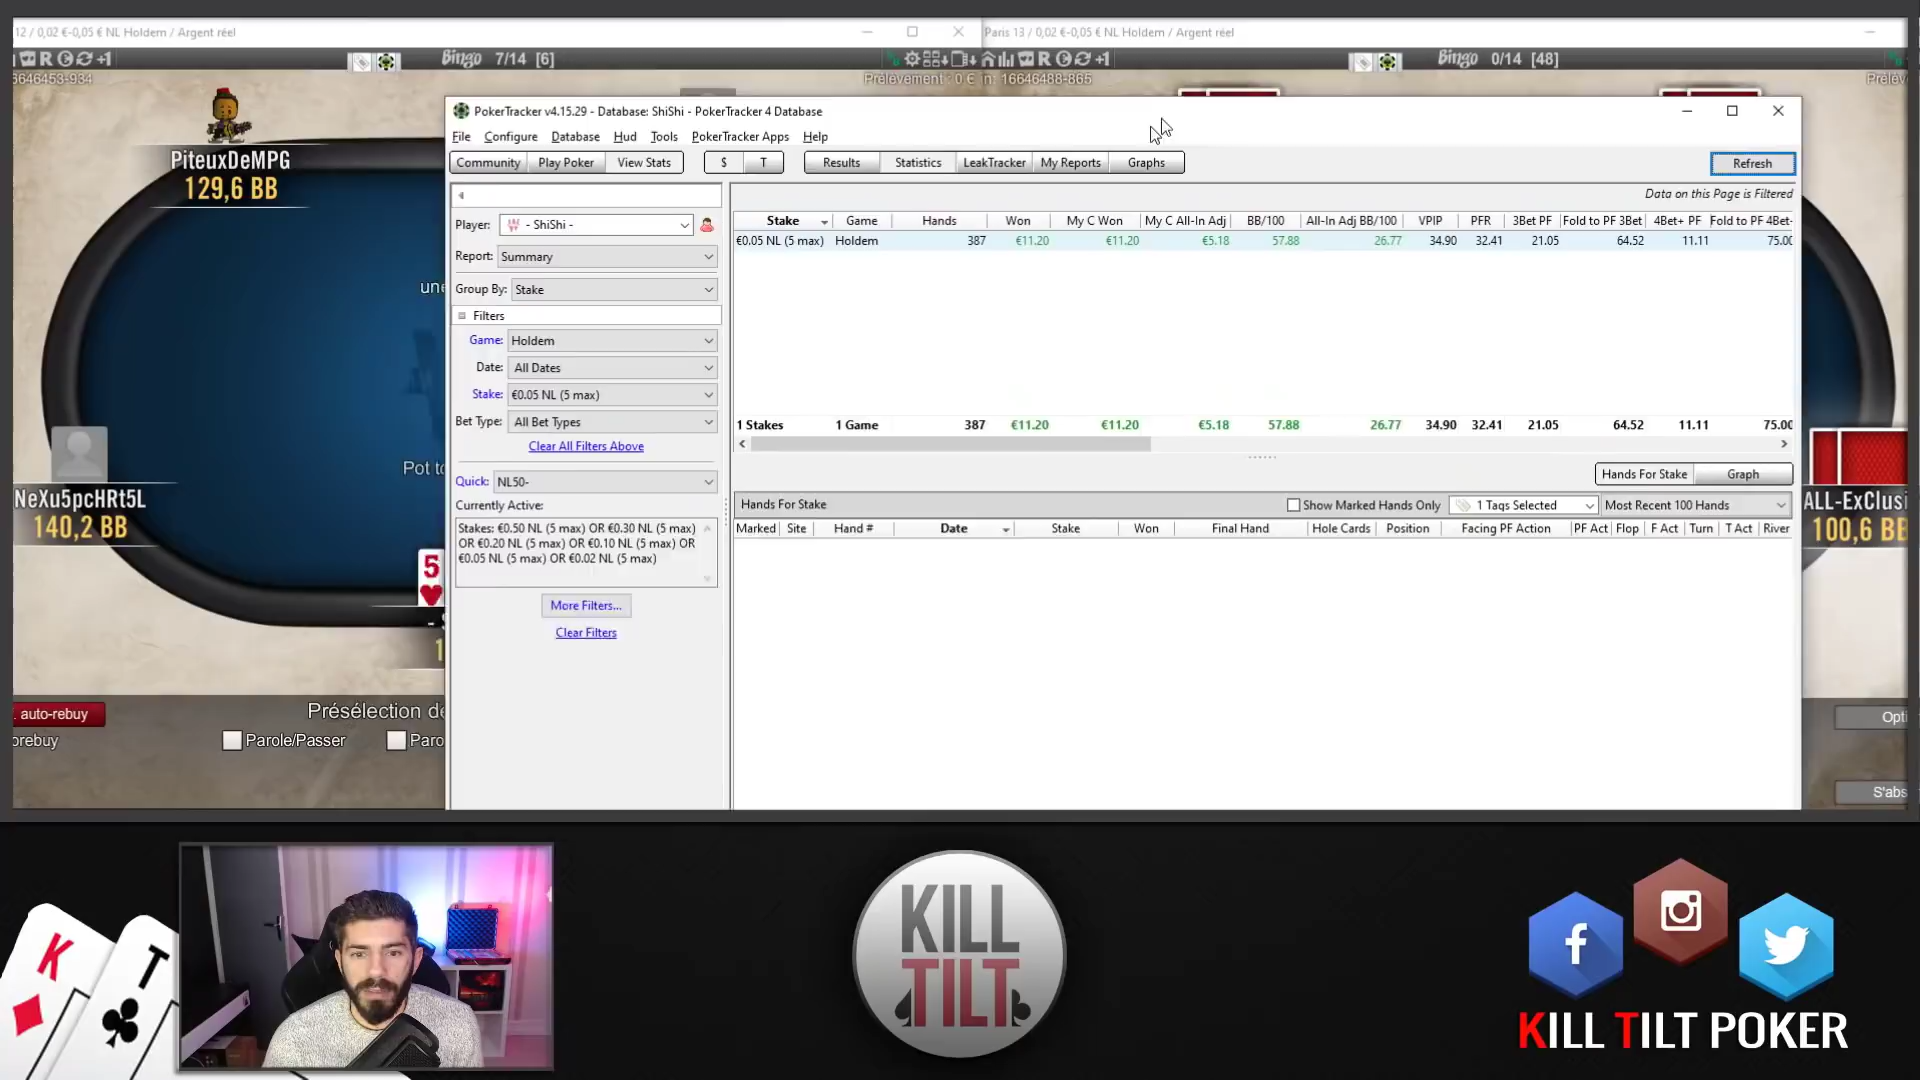 12 / 0,02 €-0,05 € NL Holdem / Argent réel
Paris 13 / 0,02 €-0,05 € NL Holdem / Argent réel
Bingo 7/14 [6]
+1
Bingo 0/14 [48]
6646453-934
Prélèvement : 0 € in: 16646488-865
Prélèv
PiteuxDeMPG
129,6 BB
NeXu5pcHRt5L
140,2 BB
une
Pot to
5
ALL-ExClusi
100,6 BB
auto-rebuy
orebuy
Présélection de
Parole/Passer
Paro
Opti
S'abs
PokerTracker v4.15.29 - Database: ShiShi - PokerTracker 4 Database
File Configure Database Hud Tools PokerTracker Apps Help
Community Play Poker View Stats $ T Results Statistics LeakTracker My Reports Graphs Refresh
Data on this Page is Filtered
Player: - ShiShi -
Report: Summary
Group By: Stake
Filters
Game: Holdem
Date: All Dates
Stake: €0.05 NL (5 max)
Bet Type: All Bet Types
Clear All Filters Above
Quick: NL50-
Currently Active:
Stakes: €0.50 NL (5 max) OR €0.30 NL (5 max)
OR €0.20 NL (5 max) OR €0.10 NL (5 max) OR
€0.05 NL (5 max) OR €0.02 NL (5 max)
More Filters...
Clear Filters
Stake Game Hands Won My C Won My C All-In Adj BB/100 All-In Adj BB/100 VPIP PFR 3Bet PF Fold to PF 3Bet 4Bet+ PF Fold to PF 4Bet-
€0.05 NL (5 max) Holdem 387 €11.20 €11.20 €5.18 57.88 26.77 34.90 32.41 21.05 64.52 11.11 75.00
1 Stakes 1 Game 387 €11.20 €11.20 €5.18 57.88 26.77 34.90 32.41 21.05 64.52 11.11 75.00
Hands For Stake Graph
Hands For Stake Show Marked Hands Only 1 Tags Selected Most Recent 100 Hands
Marked Site Hand # Date Stake Won Final Hand Hole Cards Position Facing PF Action PF Act Flop F Act Turn T Act River
K
T
KILL
TILT
f
KILL TILT POKER